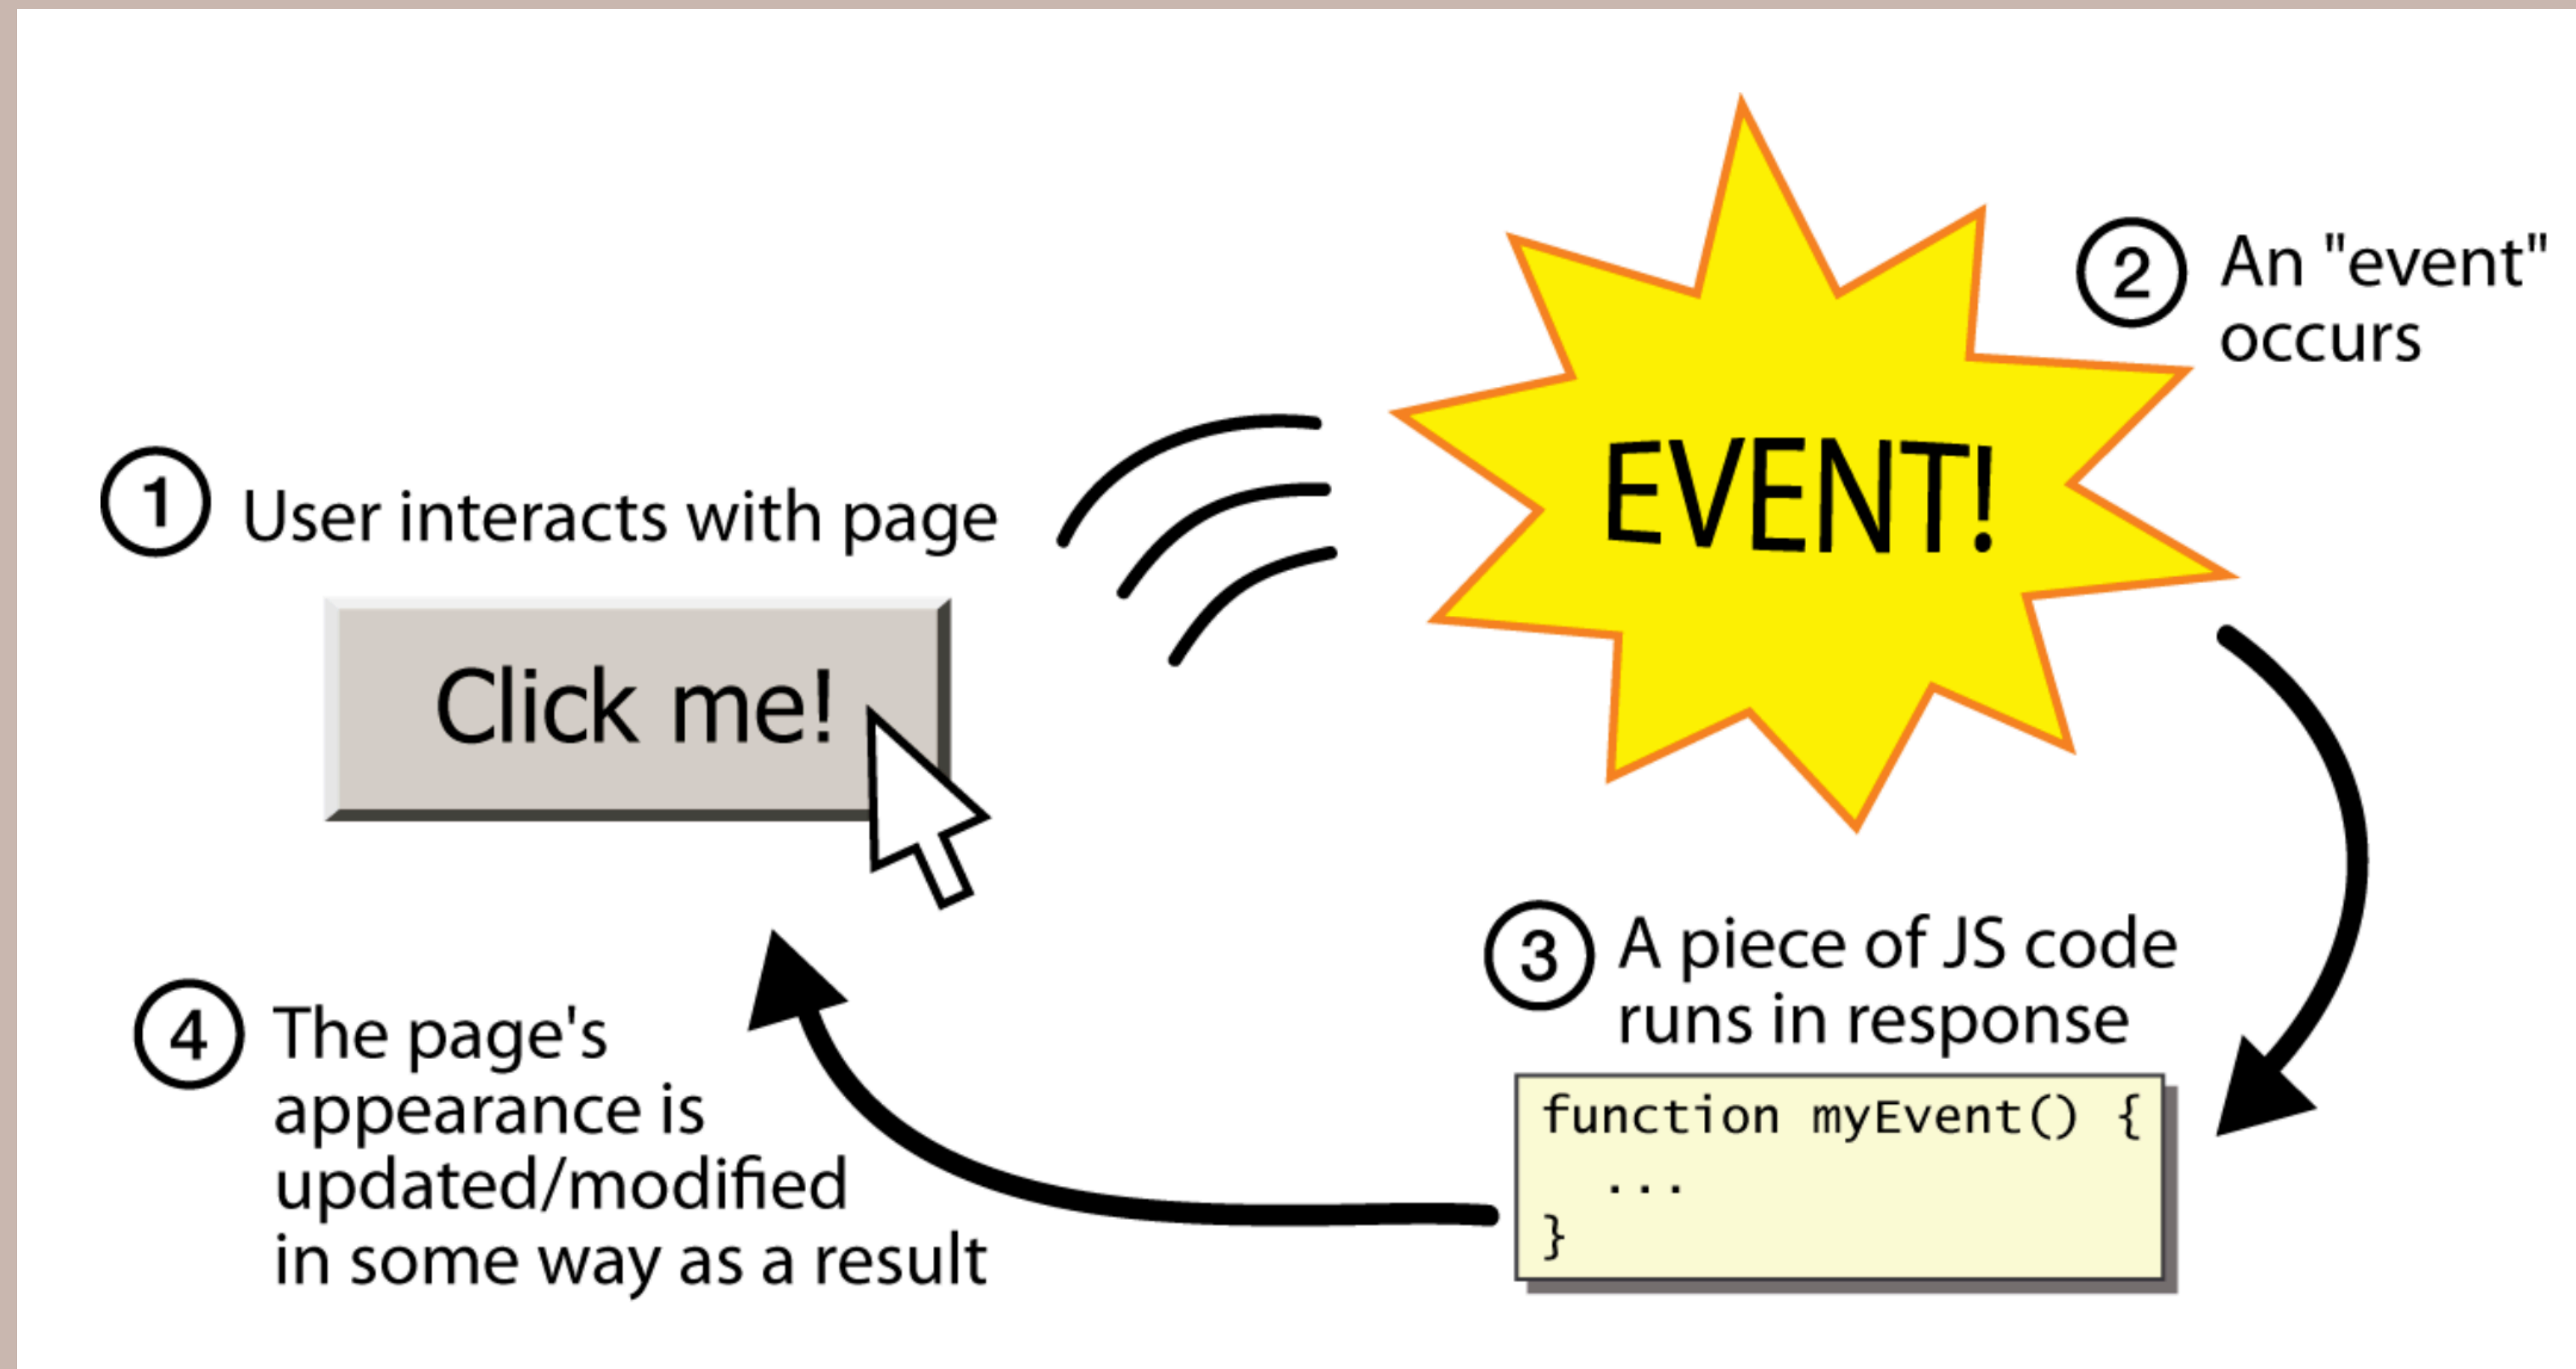 1 User interacts with page
Click me!
EVENT!
2 An "event"
occurs
3 A piece of JS code
runs in response
function myEvent() {
...
}
4 The page's
appearance is
updated/modified
in some way as a result